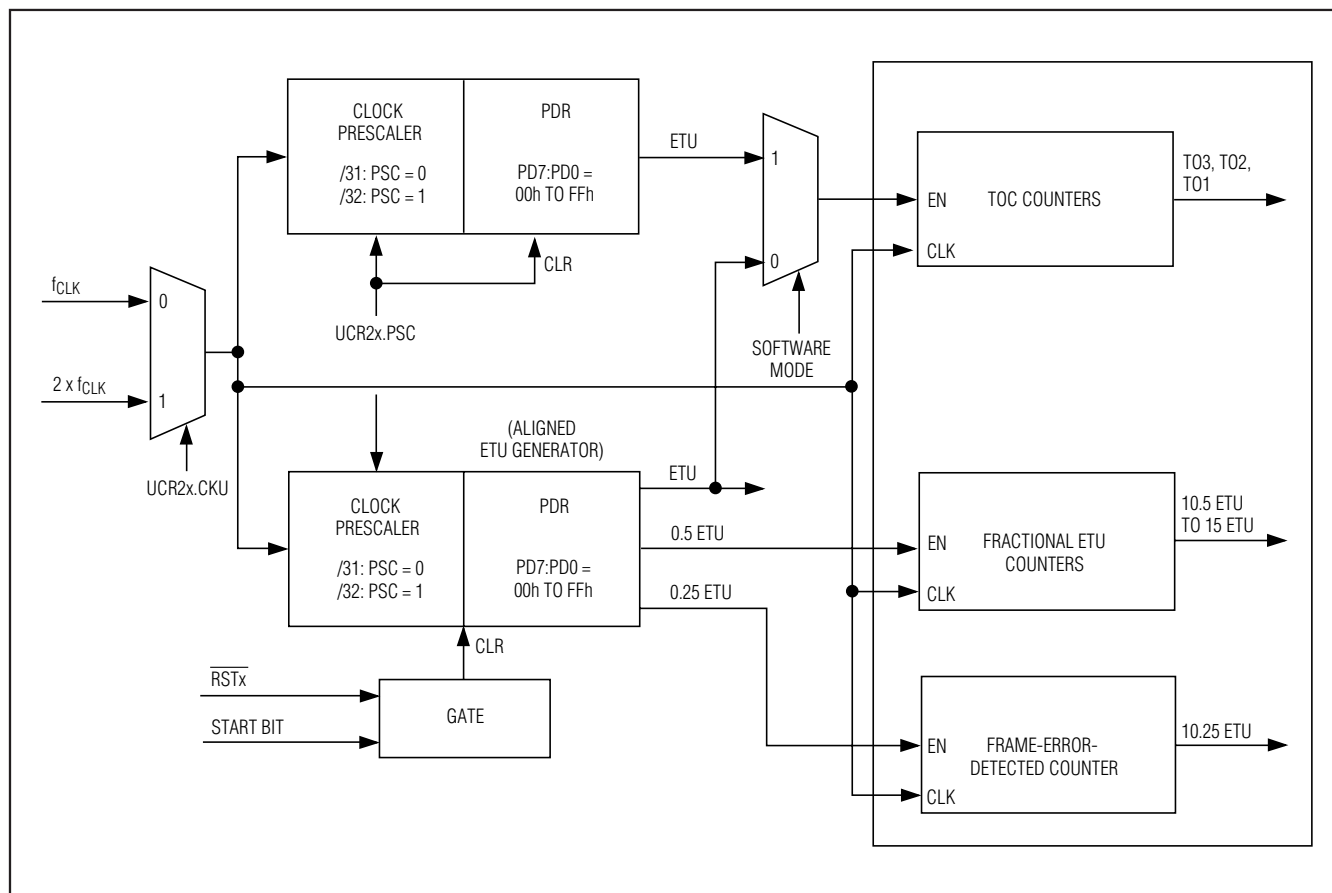 CLOCK
PRESCALER
/31: PSC = 0
/32: PSC = 1
PDR
PD7:PD0 =
00h TO FFh
ETU
CLR
UCR2x.PSC
fCLK
2 x fCLK
0
1
UCR2x.CKU
1
0
SOFTWARE
MODE
EN
CLK
TOC COUNTERS
TO3, TO2,
TO1
(ALIGNED
ETU GENERATOR)
CLOCK
PRESCALER
/31: PSC = 0
/32: PSC = 1
PDR
PD7:PD0 =
00h TO FFh
ETU
0.5 ETU
0.25 ETU
CLR
RSTx
START BIT
GATE
EN
CLK
FRACTIONAL ETU
COUNTERS
10.5 ETU
TO 15 ETU
EN
CLK
FRAME-ERROR-
DETECTED COUNTER
10.25 ETU